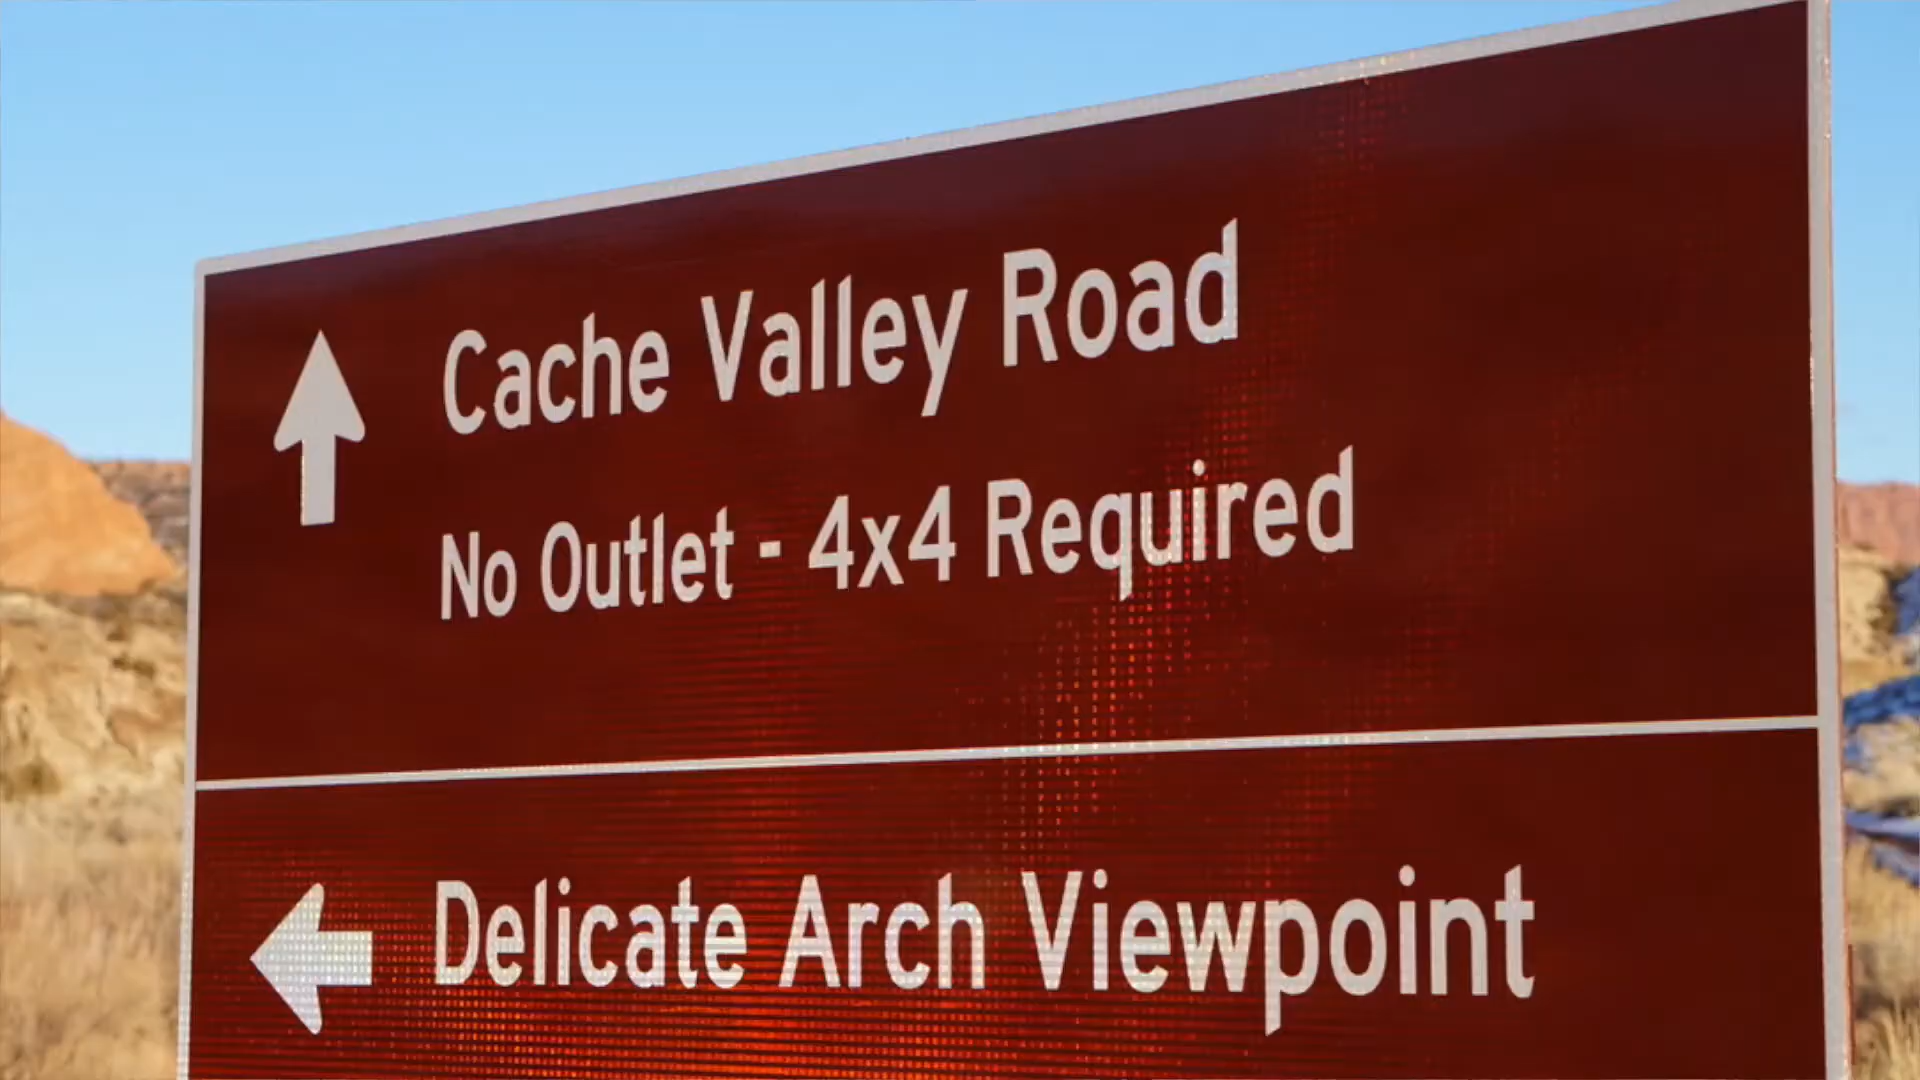 Cache Valley Road
No Outlet - 4x4 Required
Delicate Arch Viewpoint